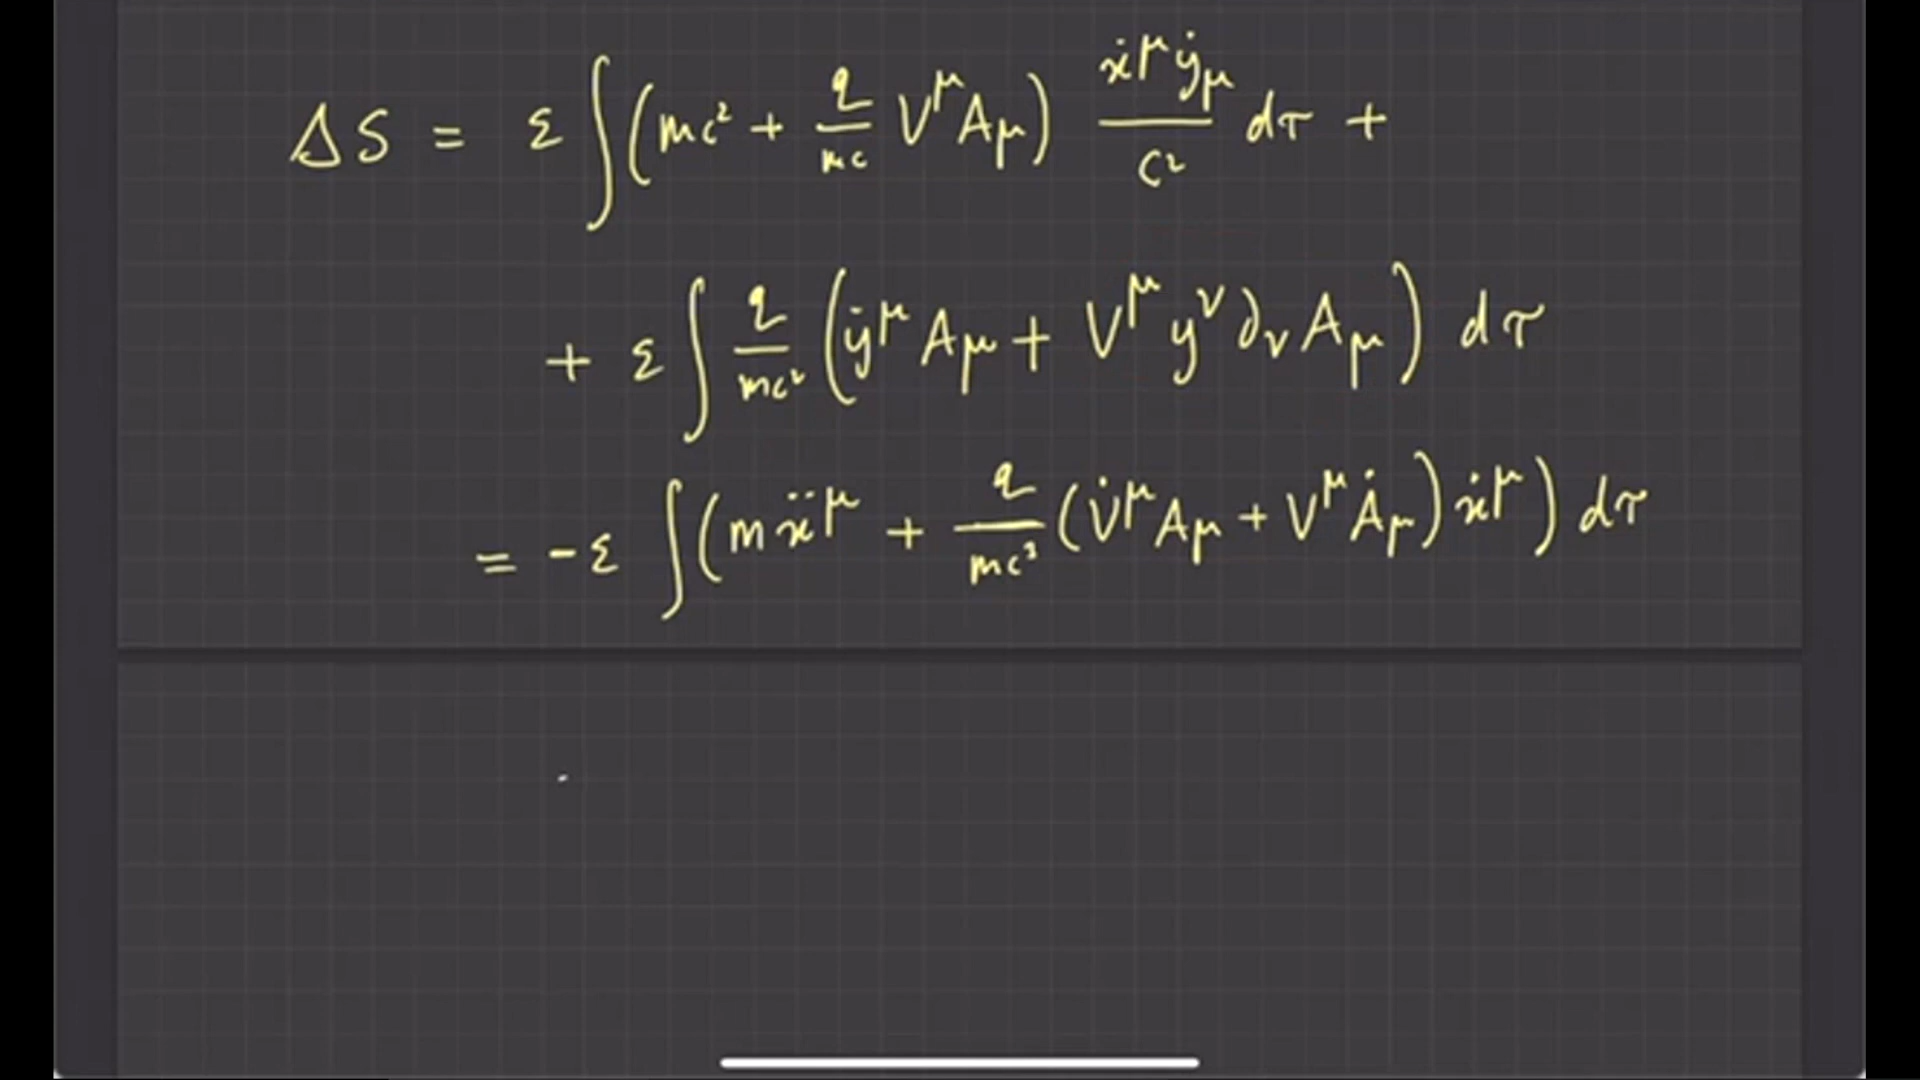 ΔS = ε ∫ (mc² + q/mc V^μ A_μ) ẋ^μ ẏ_μ / c² dτ +
+ ε ∫ q/mc² (ẏ^μ A_μ + V^μ y^ν ∂_ν A_μ) dτ
= -ε ∫ (m ẍ^μ + q/mc³ (V̇^μ A_μ + V^μ Ȧ_μ) ẋ^μ) dτ